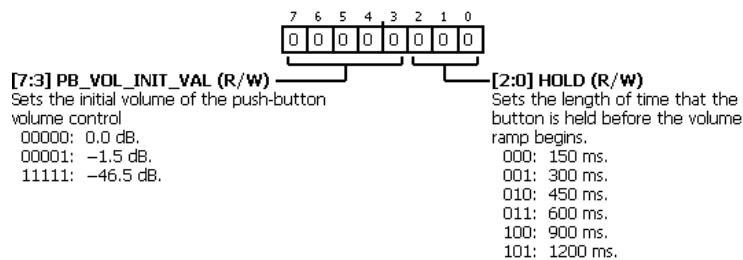 7 6 5 4 3 2 1 0
0 0 0 0 0 0 0 0
[7:3] PB_VOL_INIT_VAL (R/W)
Sets the initial volume of the push-button
volume control
00000: 0.0 dB.
00001: −1.5 dB.
11111: −46.5 dB.
[2:0] HOLD (R/W)
Sets the length of time that the
button is held before the volume
ramp begins.
000: 150 ms.
001: 300 ms.
010: 450 ms.
011: 600 ms.
100: 900 ms.
101: 1200 ms.